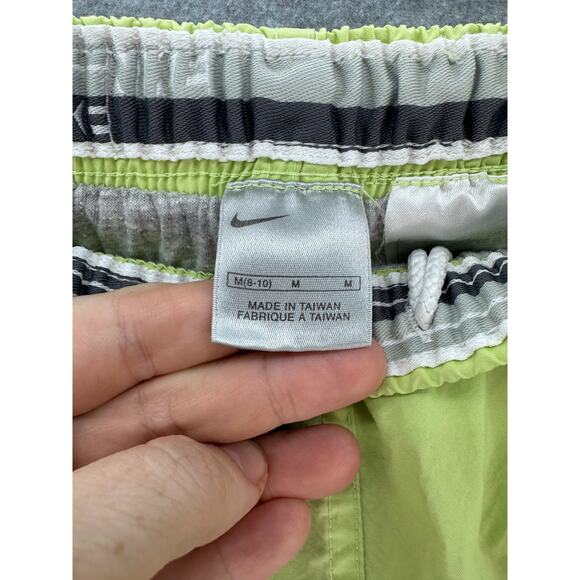 M(8-10) M M
MADE IN TAIWAN
FABRIQUE À TAIWAN